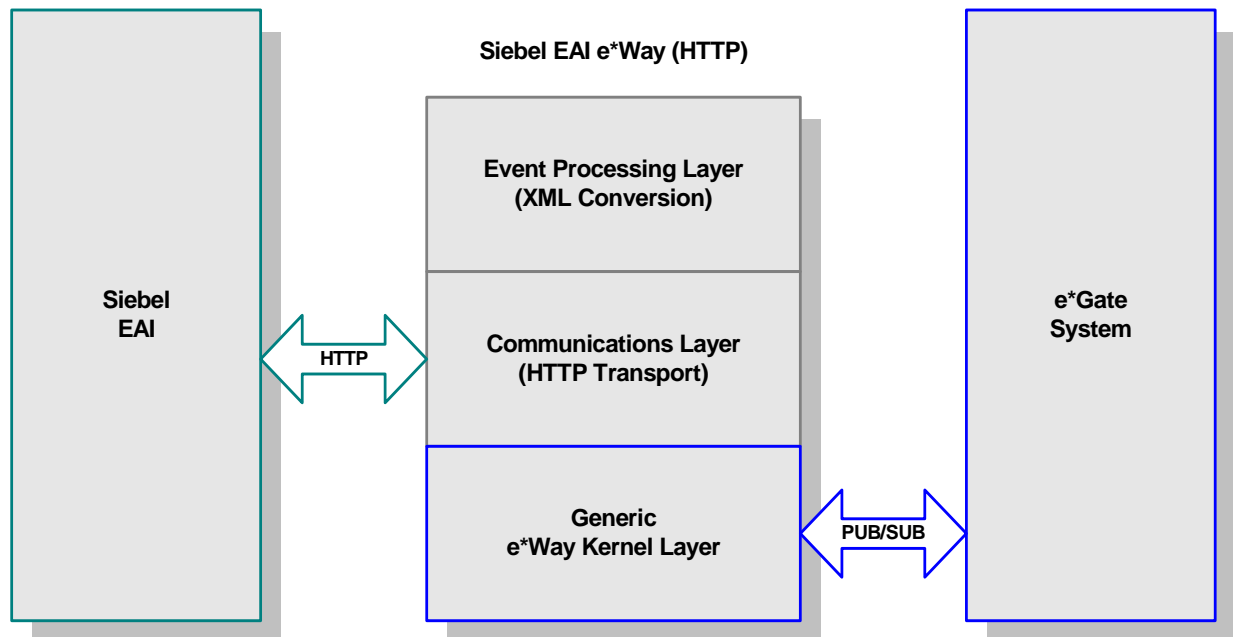 Siebel EAI e*Way (HTTP)
Event Processing Layer
(XML Conversion)
Siebel
EAI
HTTP
Communications Layer
(HTTP Transport)
e*Gate
System
Generic
e*Way Kernel Layer
PUB/SUB